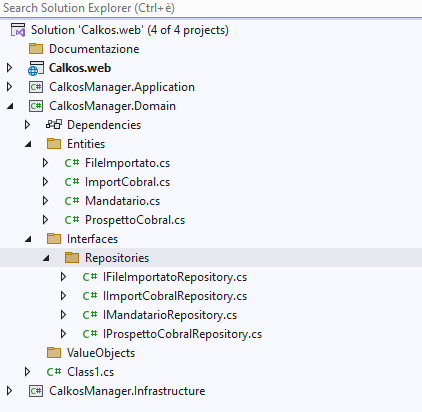 Search Solution Explorer (Ctrl+è)
Solution 'Calkos.web' (4 of 4 projects)
Documentazione
Calkos.web
CalkosManager.Application
CalkosManager.Domain
Dependencies
Entities
C# FileImportato.cs
C# ImportCobral.cs
C# Mandatario.cs
C# ProspettoCobral.cs
Interfaces
Repositories
C# IFileImportatoRepository.cs
C# IImportCobralRepository.cs
C# IMandatarioRepository.cs
C# IProspettoCobralRepository.cs
ValueObjects
C# Class1.cs
CalkosManager.Infrastructure